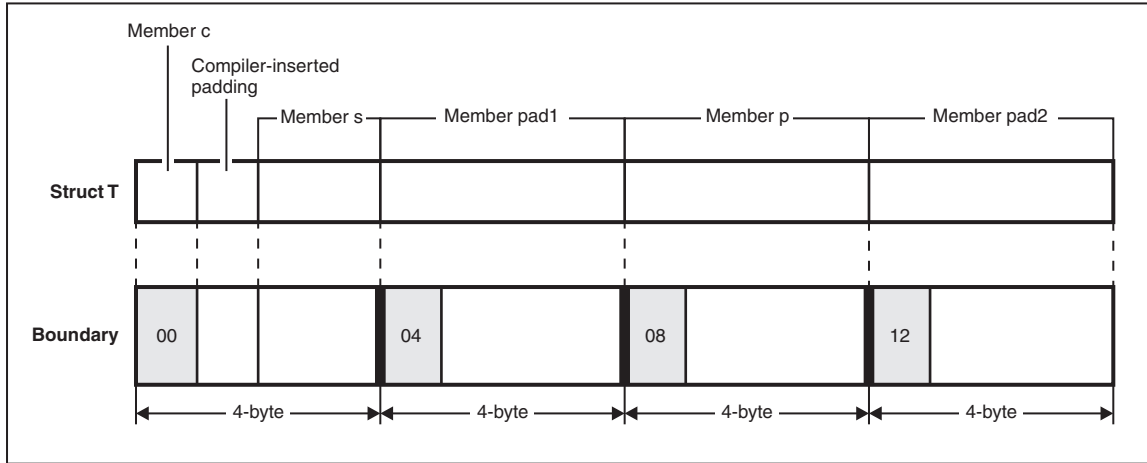 Member c
Compiler-inserted
padding
Member s
Member pad1
Member p
Member pad2
Struct T
Boundary
00
04
08
12
4-byte
4-byte
4-byte
4-byte